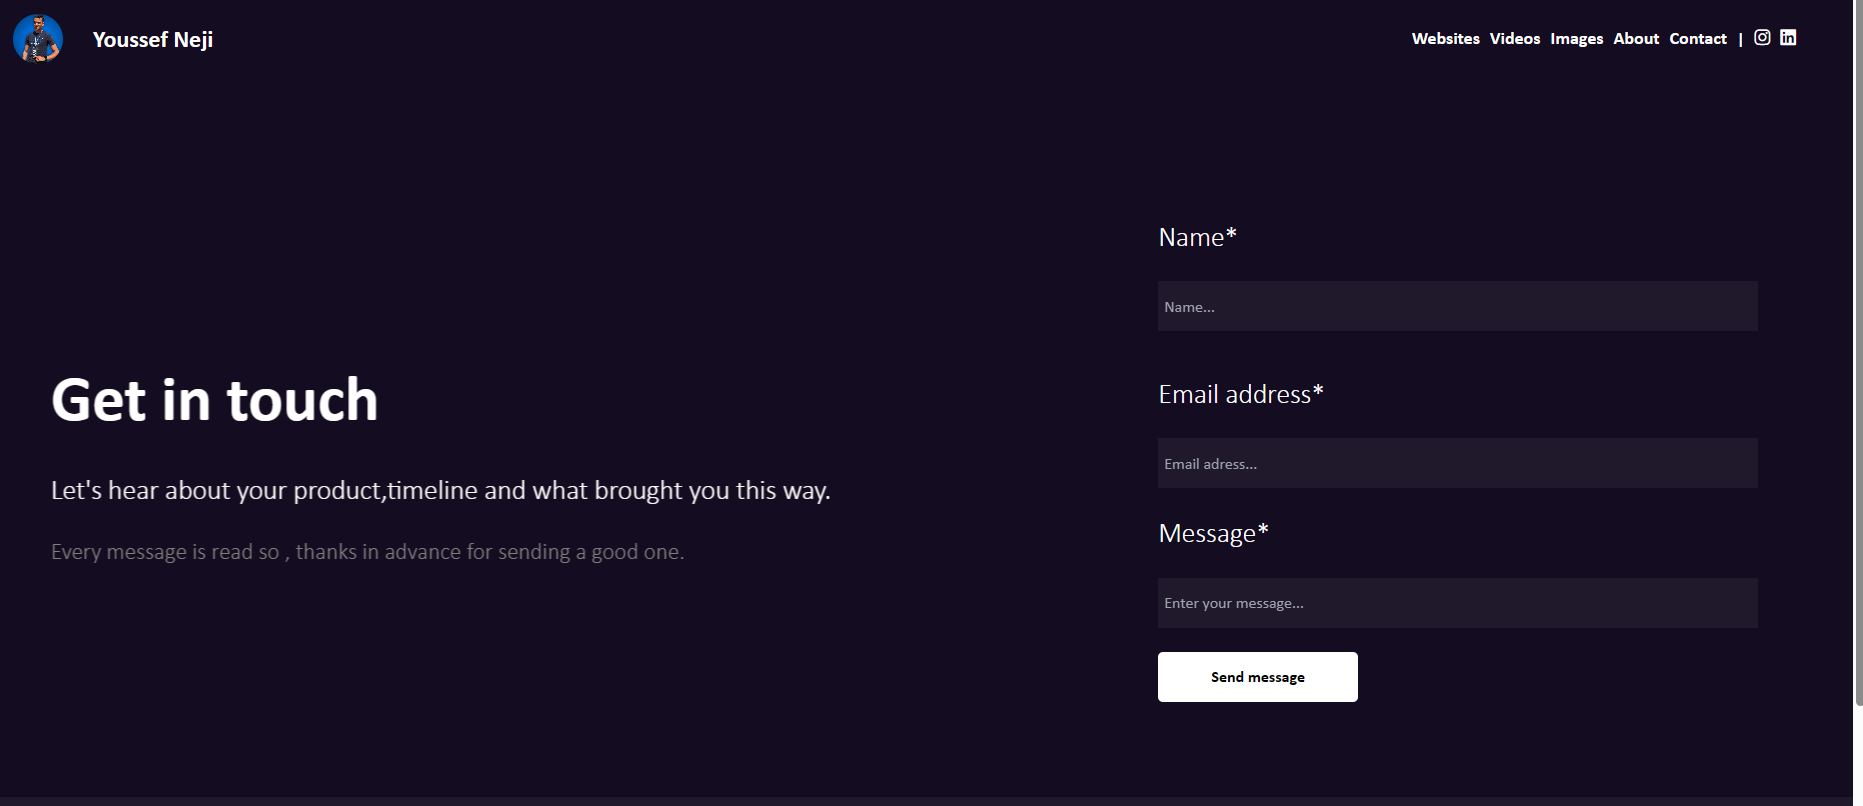 Youssef Neji
Websites Videos Images About Contact |
Get in touch
Let's hear about your product,timeline and what brought you this way.
Every message is read so , thanks in advance for sending a good one.
Name*
Name...
Email address*
Email adress...
Message*
Enter your message...
Send message